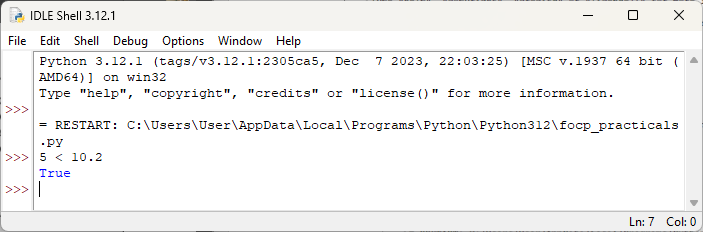 IDLE Shell 3.12.1
File Edit Shell Debug Options Window Help
Python 3.12.1 (tags/v3.12.1:2305ca5, Dec  7 2023, 22:03:25) [MSC v.1937 64 bit (
AMD64)] on win32
Type "help", "copyright", "credits" or "license()" for more information.
>>>
= RESTART: C:\Users\User\AppData\Local\Programs\Python\Python312\focp_practicals
.py
>>> 5 < 10.2
True
>>>
Ln: 7 Col: 0